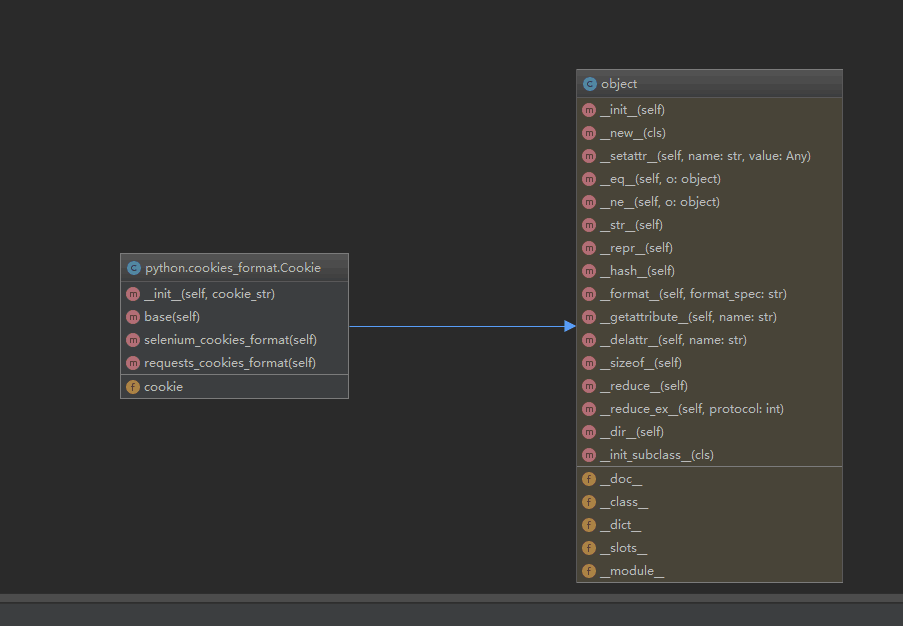 python.cookies_format.Cookie
__init__(self, cookie_str)
base(self)
selenium_cookies_format(self)
requests_cookies_format(self)
cookie
object
__init__(self)
__new__(cls)
__setattr__(self, name: str, value: Any)
__eq__(self, o: object)
__ne__(self, o: object)
__str__(self)
__repr__(self)
__hash__(self)
__format__(self, format_spec: str)
__getattribute__(self, name: str)
__delattr__(self, name: str)
__sizeof__(self)
__reduce__(self)
__reduce_ex__(self, protocol: int)
__dir__(self)
__init_subclass__(cls)
__doc__
__class__
__dict__
__slots__
__module__